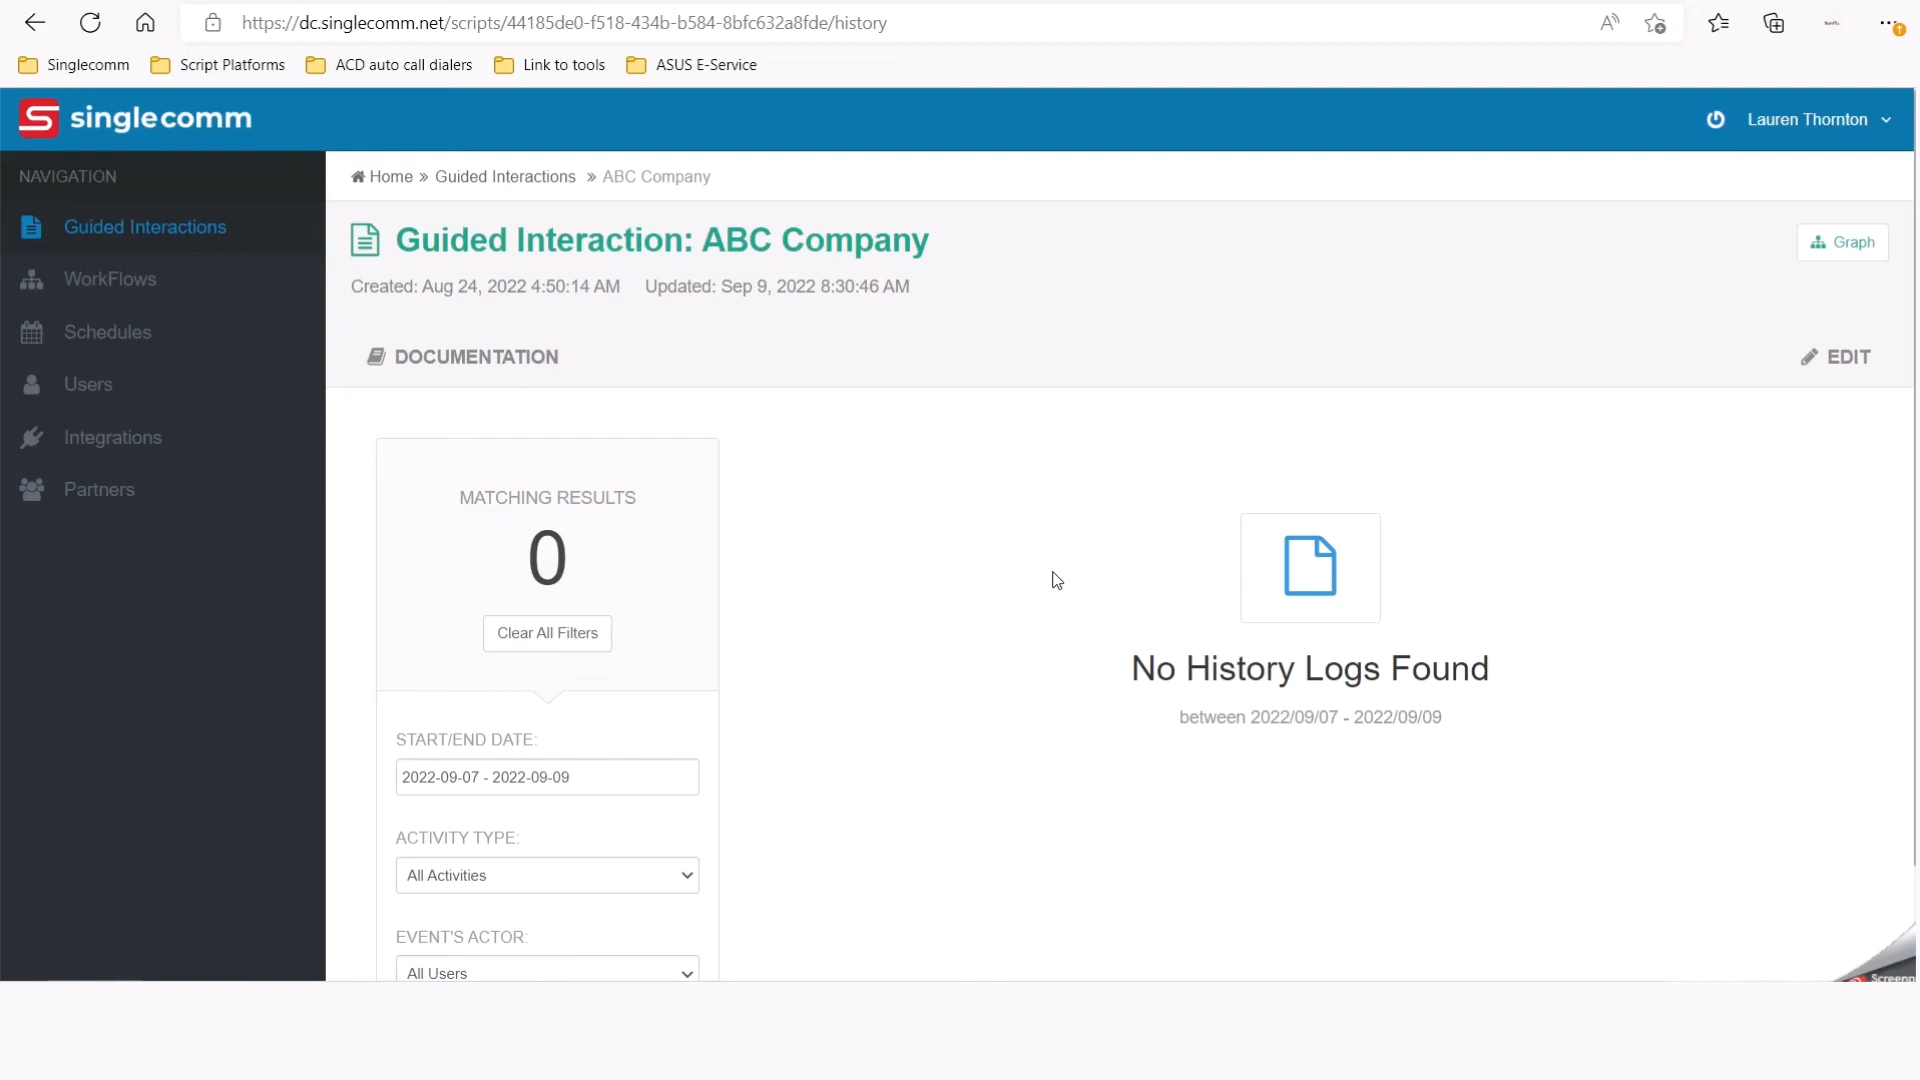 https://dc.singlecomm.net/scripts/44185de0-f518-434b-b584-8bfc632a8fde/history
Singlecomm Script Platforms ACD auto call dialers Link to tools ASUS E-Service
singlecomm
Lauren Thornton
NAVIGATION
Guided Interactions
WorkFlows
Schedules
Users
Integrations
Partners
Home » Guided Interactions » ABC Company
Guided Interaction: ABC Company
Graph
Created: Aug 24, 2022 4:50:14 AM Updated: Sep 9, 2022 8:30:46 AM
DOCUMENTATION
EDIT
MATCHING RESULTS
0
Clear All Filters
START/END DATE:
2022-09-07 - 2022-09-09
ACTIVITY TYPE:
All Activities
EVENT'S ACTOR:
All Users
No History Logs Found
between 2022/09/07 - 2022/09/09